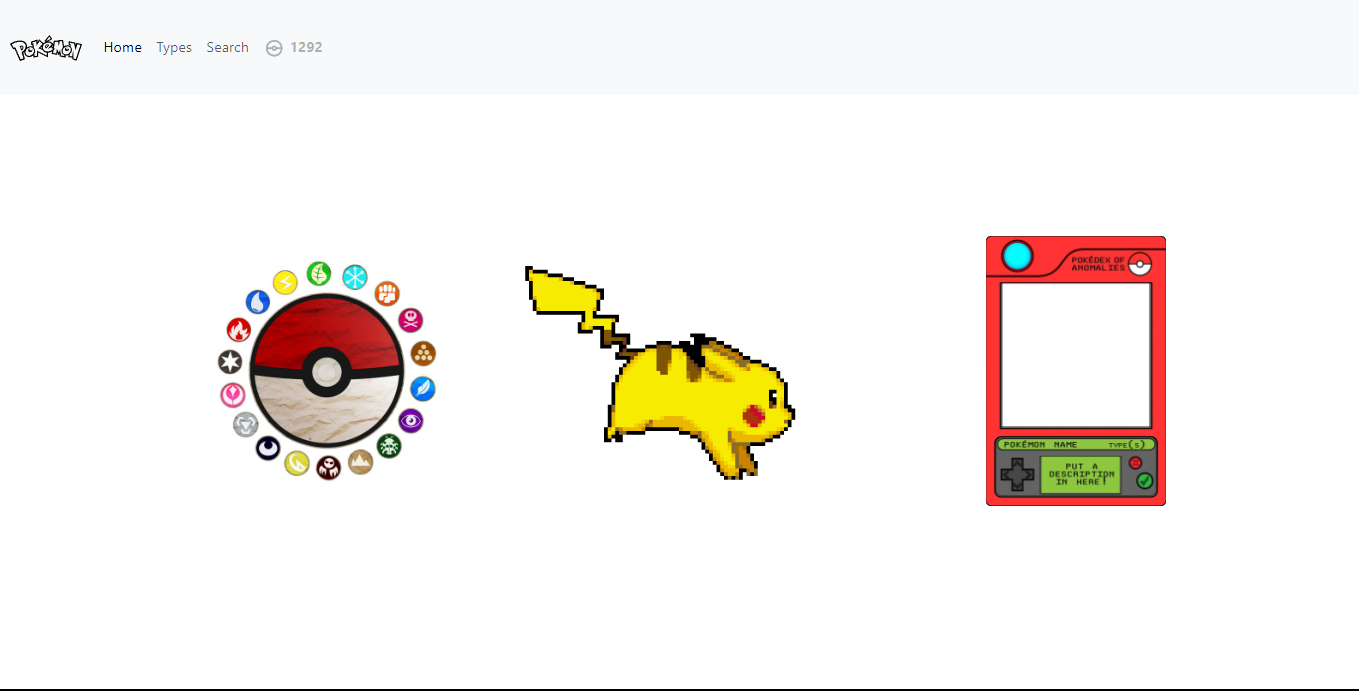 POKéMON
Home
Types
Search
1292
POKÉDEX OF
ANOMALIES
POKÉMON NAME
TYPE(S)
PUT A
DESCRIPTION
IN HERE!